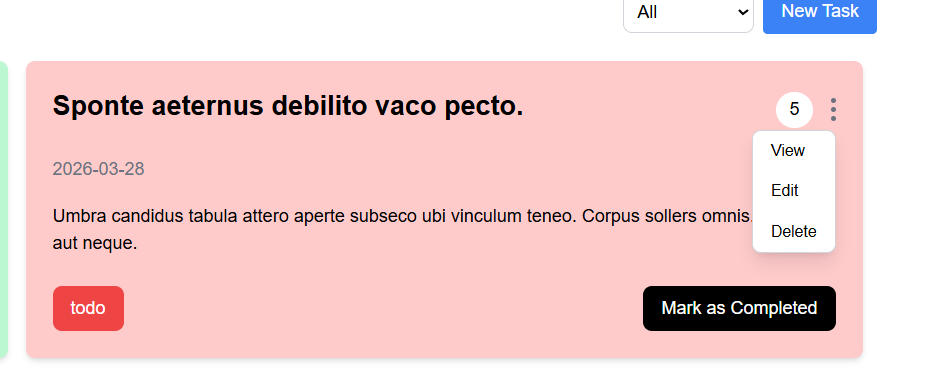 All
New Task
Sponte aeternus debilito vaco pecto.
5
View
Edit
Delete
2026-03-28
Umbra candidus tabula attero aperte subseco ubi vinculum teneo. Corpus sollers omnis.
aut neque.
todo
Mark as Completed